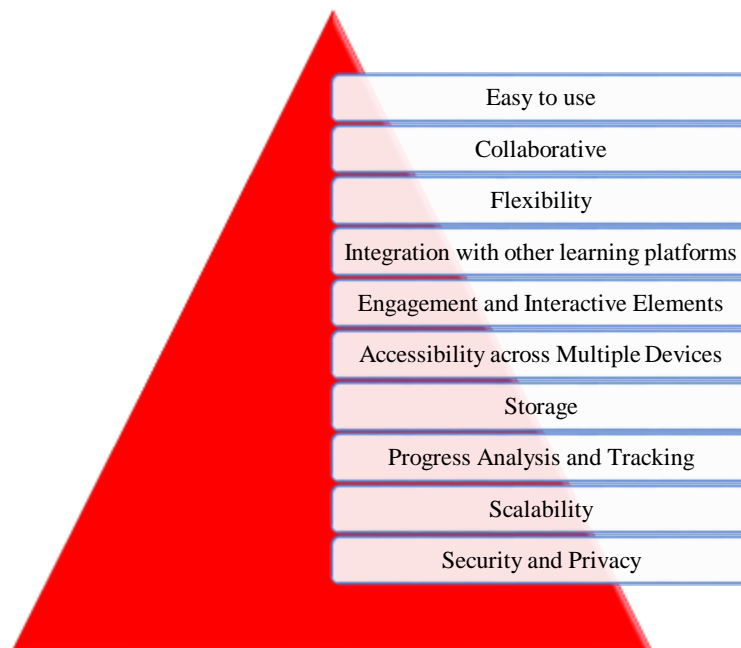 Easy to use
Collaborative
Flexibility
Integration with other learning platforms
Engagement and Interactive Elements
Accessibility across Multiple Devices
Storage
Progress Analysis and Tracking
Scalability
Security and Privacy